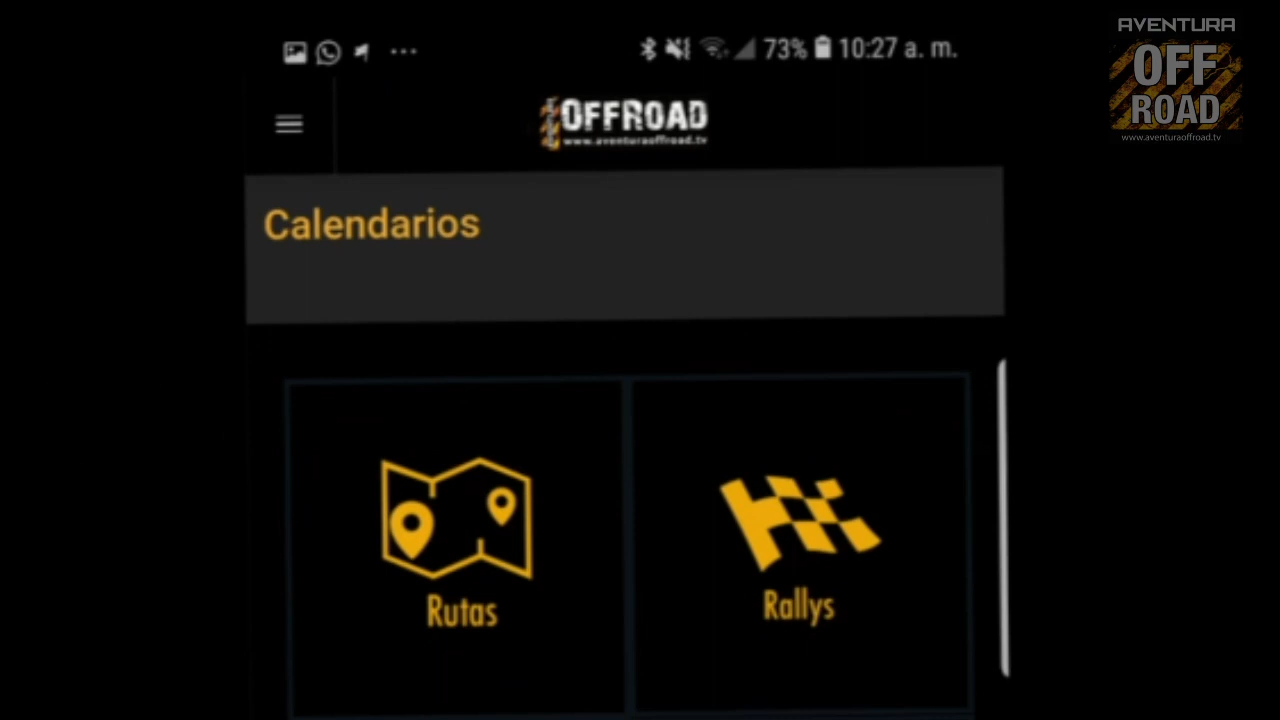 73% 10:27 a. m.
OFFROAD
www.aventuraoffroad.tv
Calendarios
Rutas
Rallys
AVENTURA
OFF
ROAD
www.aventuraoffroad.tv